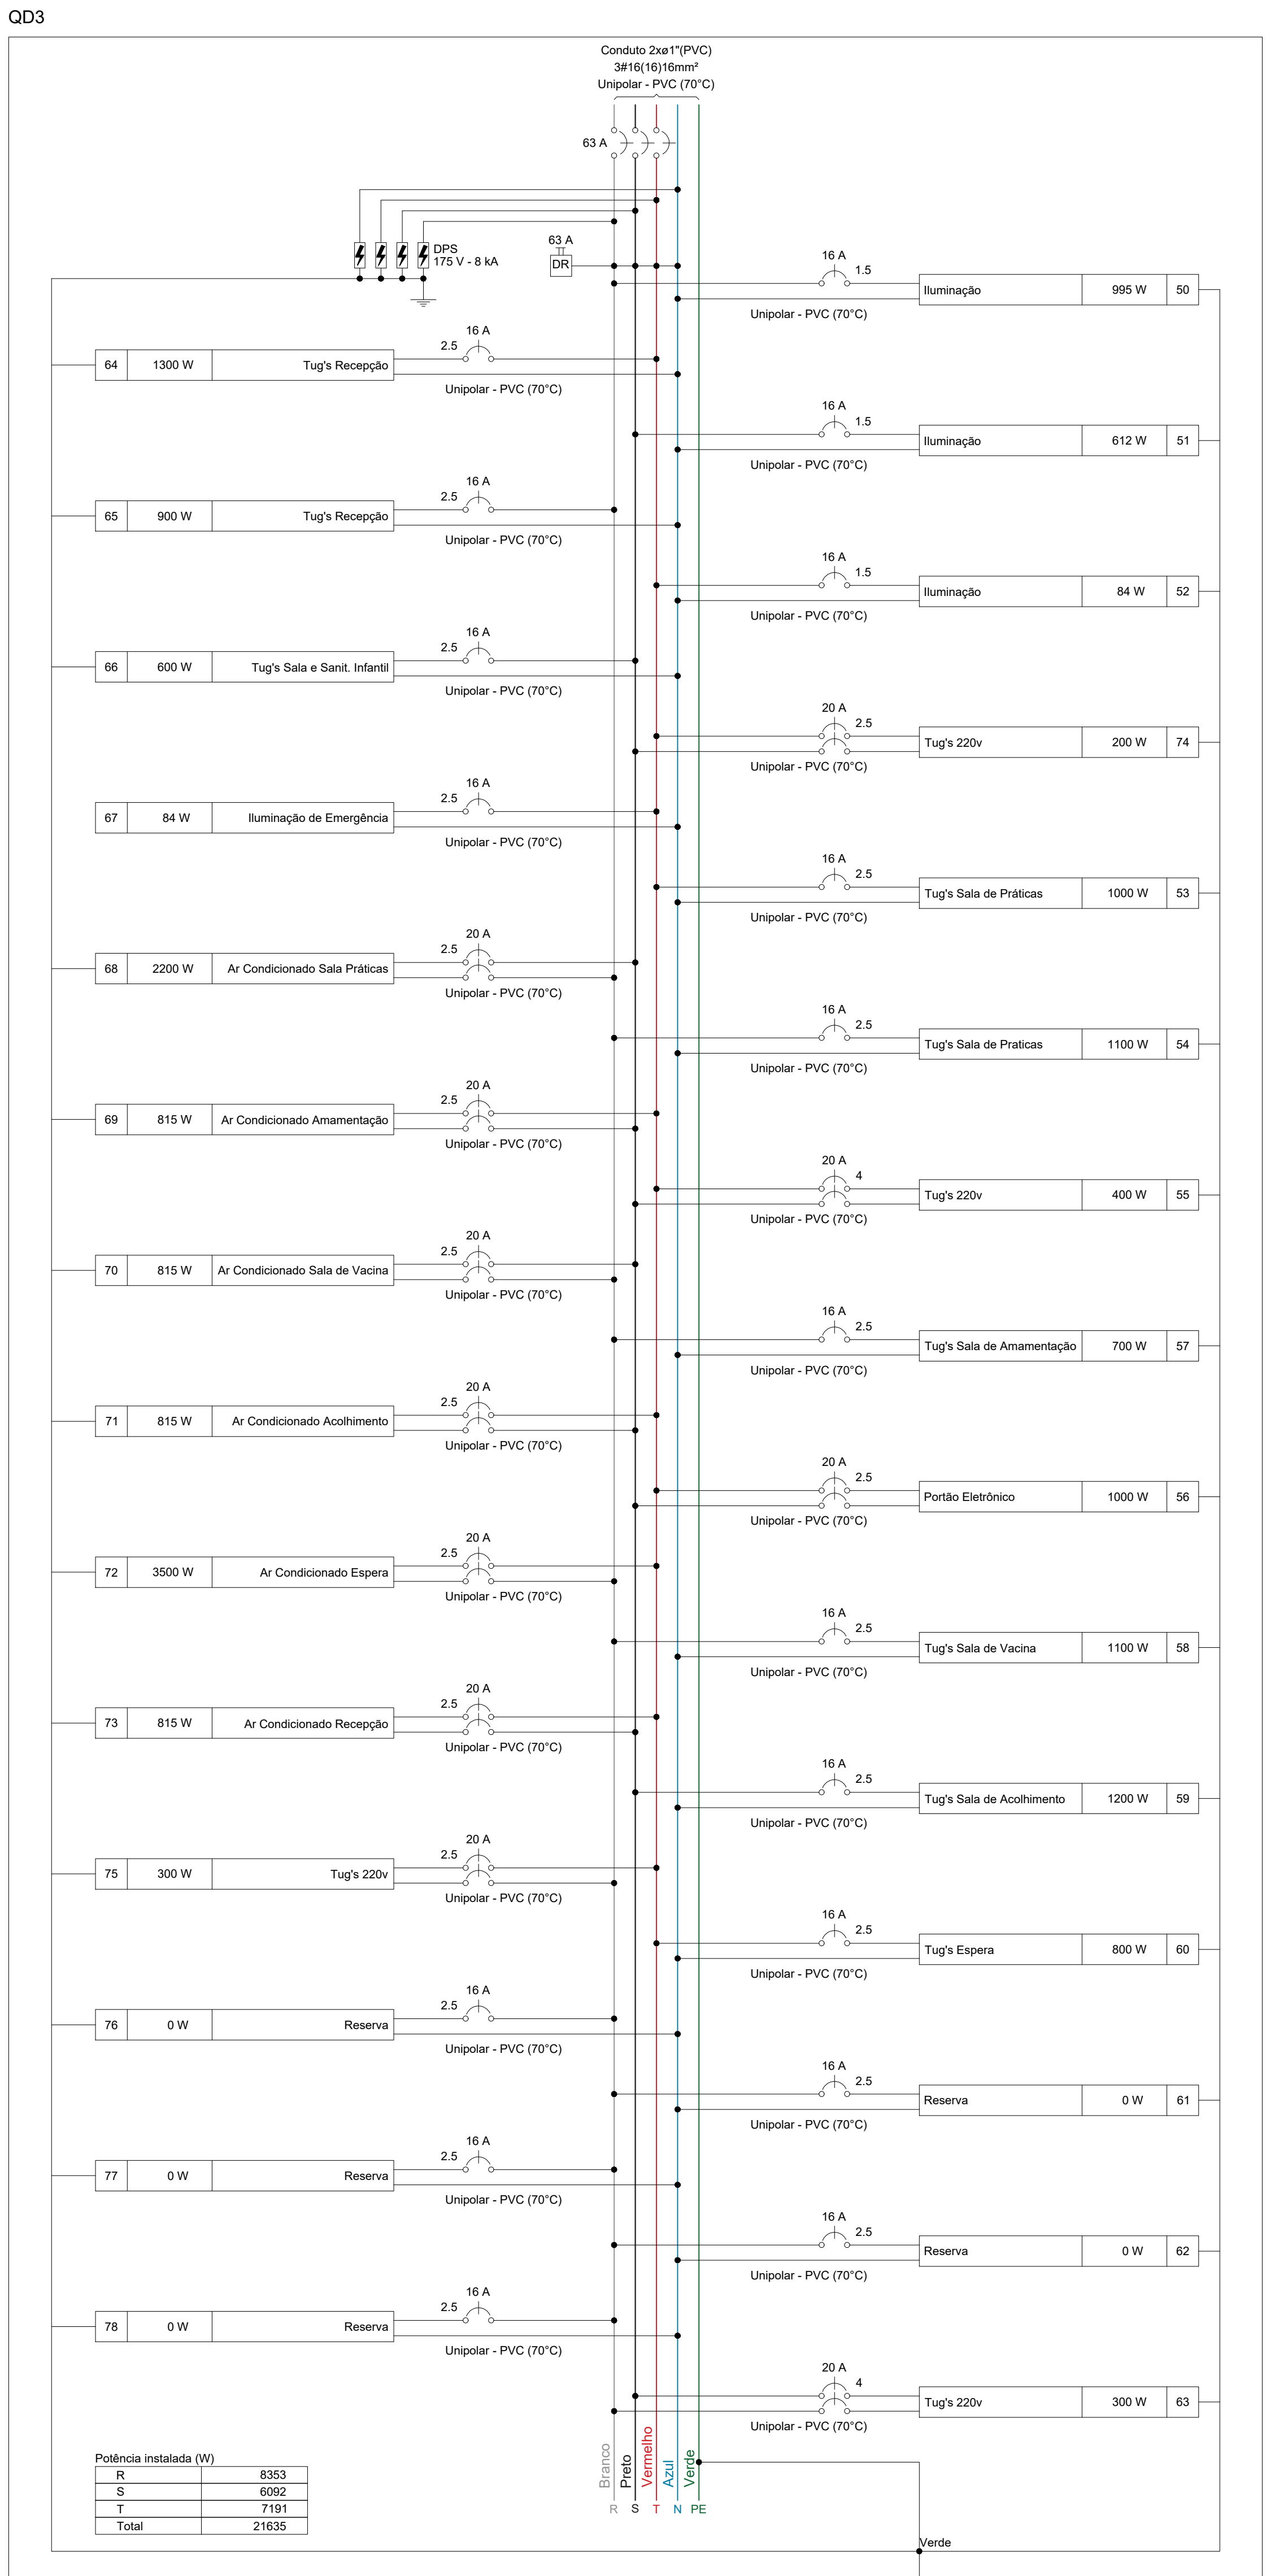 QD3
Conduto 2xø1"(PVC)
3#16(16)16mm²
Unipolar - PVC (70°C)
63 A
DPS
175 V - 8 kA
63 A
DR
16 A
1.5
Iluminação 995 W 50
Unipolar - PVC (70°C)
16 A
2.5
64 1300 W Tug's Recepção
Unipolar - PVC (70°C)
16 A
1.5
Iluminação 612 W 51
Unipolar - PVC (70°C)
16 A
2.5
65 900 W Tug's Recepção
Unipolar - PVC (70°C)
16 A
1.5
Iluminação 84 W 52
Unipolar - PVC (70°C)
16 A
2.5
66 600 W Tug's Sala e Sanit. Infantil
Unipolar - PVC (70°C)
20 A
2.5
Tug's 220v 200 W 74
Unipolar - PVC (70°C)
16 A
2.5
67 84 W Iluminação de Emergência
Unipolar - PVC (70°C)
16 A
2.5
Tug's Sala de Práticas 1000 W 53
Unipolar - PVC (70°C)
20 A
2.5
68 2200 W Ar Condicionado Sala Práticas
Unipolar - PVC (70°C)
16 A
2.5
Tug's Sala de Praticas 1100 W 54
Unipolar - PVC (70°C)
20 A
2.5
69 815 W Ar Condicionado Amamentação
Unipolar - PVC (70°C)
20 A
4
Tug's 220v 400 W 55
Unipolar - PVC (70°C)
20 A
2.5
70 815 W Ar Condicionado Sala de Vacina
Unipolar - PVC (70°C)
16 A
2.5
Tug's Sala de Amamentação 700 W 57
Unipolar - PVC (70°C)
20 A
2.5
71 815 W Ar Condicionado Acolhimento
Unipolar - PVC (70°C)
20 A
2.5
Portão Eletrônico 1000 W 56
Unipolar - PVC (70°C)
20 A
2.5
72 3500 W Ar Condicionado Espera
Unipolar - PVC (70°C)
16 A
2.5
Tug's Sala de Vacina 1100 W 58
Unipolar - PVC (70°C)
20 A
2.5
73 815 W Ar Condicionado Recepção
Unipolar - PVC (70°C)
16 A
2.5
Tug's Sala de Acolhimento 1200 W 59
Unipolar - PVC (70°C)
20 A
2.5
75 300 W Tug's 220v
Unipolar - PVC (70°C)
16 A
2.5
Tug's Espera 800 W 60
Unipolar - PVC (70°C)
16 A
2.5
76 0 W Reserva
Unipolar - PVC (70°C)
16 A
2.5
Reserva 0 W 61
Unipolar - PVC (70°C)
16 A
2.5
77 0 W Reserva
Unipolar - PVC (70°C)
16 A
2.5
Reserva 0 W 62
Unipolar - PVC (70°C)
16 A
2.5
78 0 W Reserva
Unipolar - PVC (70°C)
20 A
4
Tug's 220v 300 W 63
Unipolar - PVC (70°C)
Branco
Preto
Vermelho
Azul
Verde
R S T N PE
Potência instalada (W)
R 8353
S 6092
T 7191
Total 21635
Verde